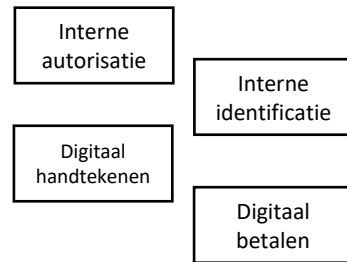 Interne
autorisatie
Interne
identificatie
Digitaal
handtekenen
Digitaal
betalen